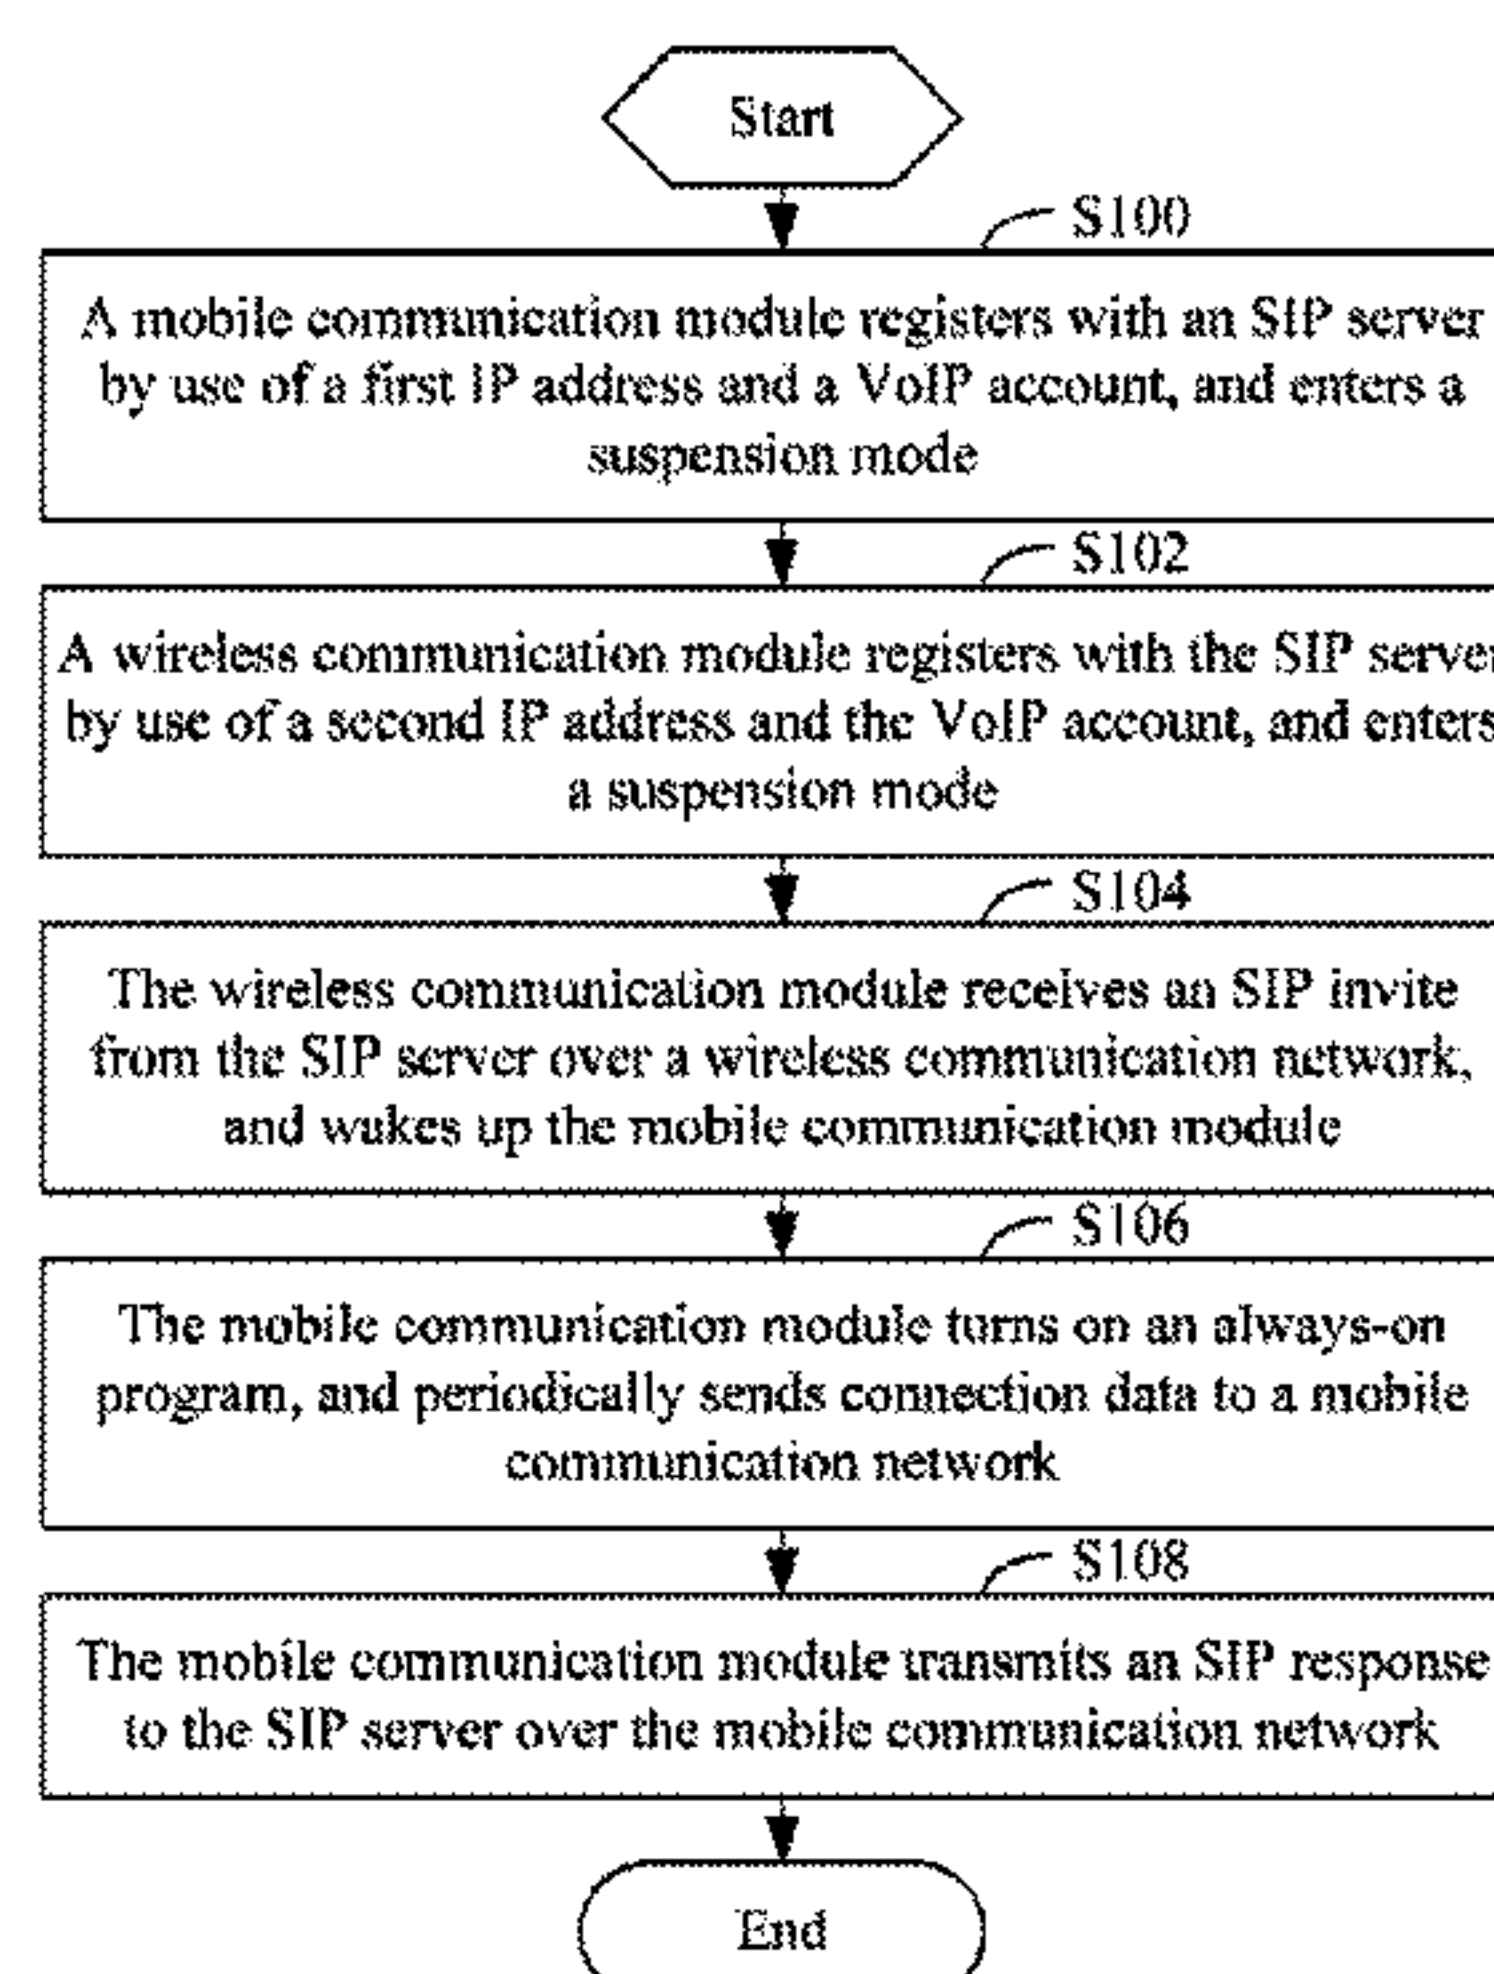 Start
S100
A mobile communication module registers with an SIP server
by use of a first IP address and a VoIP account, and enters a
suspension mode
S102
A wireless communication module registers with the SIP server
by use of a second IP address and the VoIP account, and enters
a suspension mode
S104
The wireless communication module receives an SIP invite
from the SIP server over a wireless communication network,
and wakes up the mobile communication module
S106
The mobile communication module turns on an always-on
program, and periodically sends connection data to a mobile
communication network
S108
The mobile communication module transmits an SIP response
to the SIP server over the mobile communication network
End